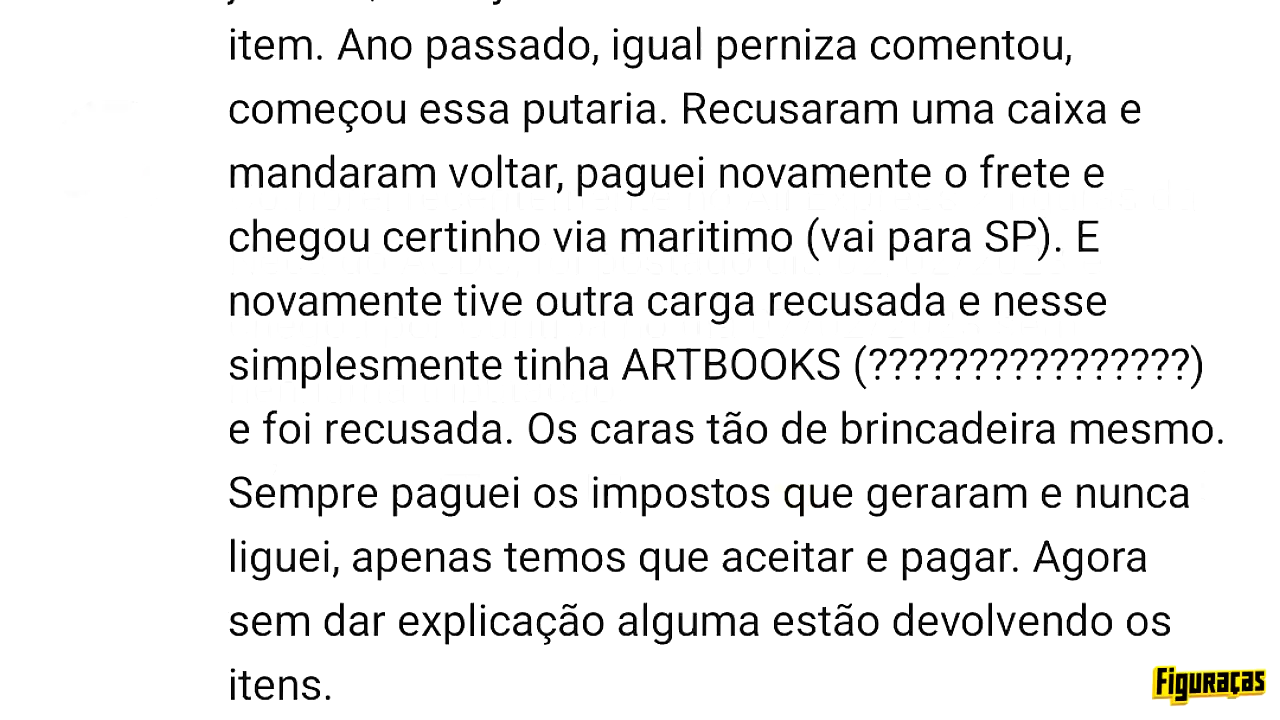 item. Ano passado, igual perniza comentou,
começou essa putaria. Recusaram uma caixa e
mandaram voltar, paguei novamente o frete e
chegou certinho via maritimo (vai para SP). E
novamente tive outra carga recusada e nesse
simplesmente tinha ARTBOOKS (????????????????)
e foi recusada. Os caras tão de brincadeira mesmo.
Sempre paguei os impostos que geraram e nunca
liguei, apenas temos que aceitar e pagar. Agora
sem dar explicação alguma estão devolvendo os
itens.
Figuraças